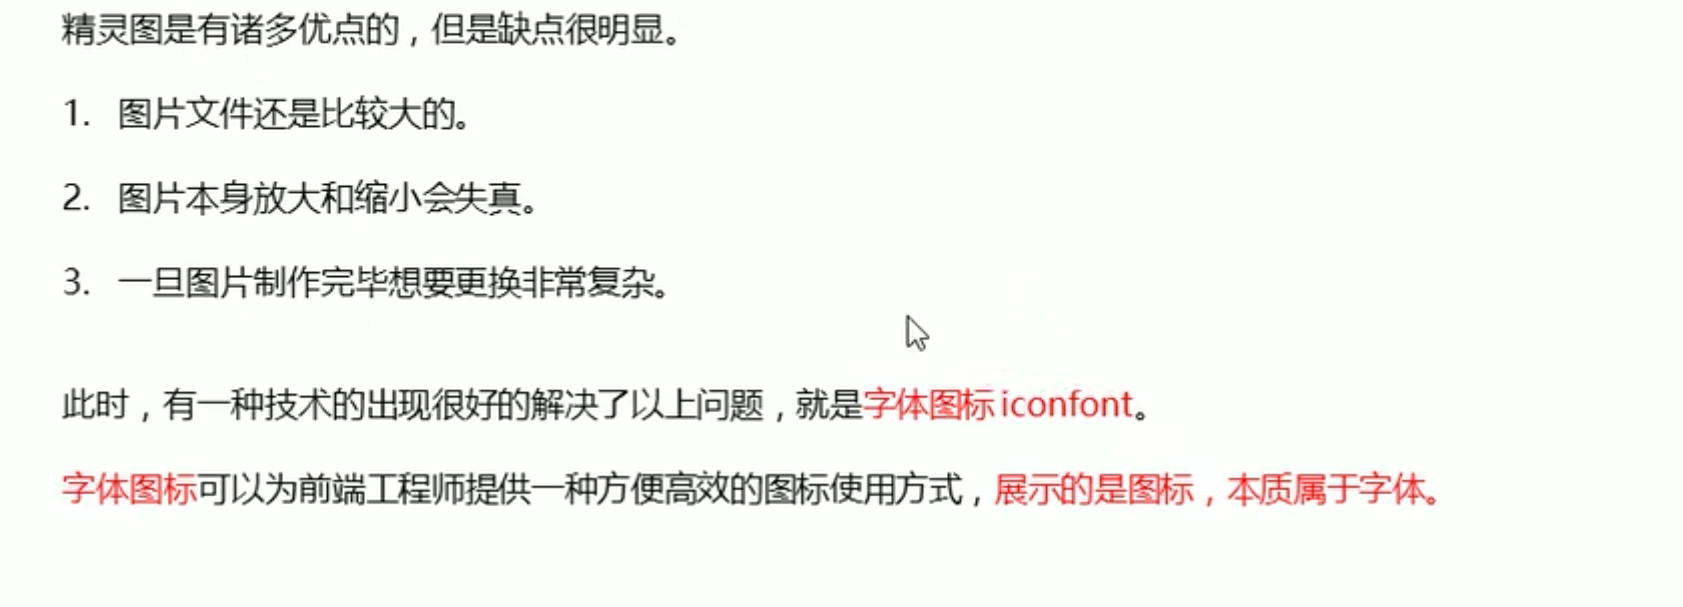 精灵图是有诸多优点的，但是缺点很明显。
1. 图片文件还是比较大的。
2. 图片本身放大和缩小会失真。
3. 一旦图片制作完毕想要更换非常复杂。
此时，有一种技术的出现很好的解决了以上问题，就是字体图标 iconfont。
字体图标可以为前端工程师提供一种方便高效的图标使用方式，展示的是图标，本质属于字体。